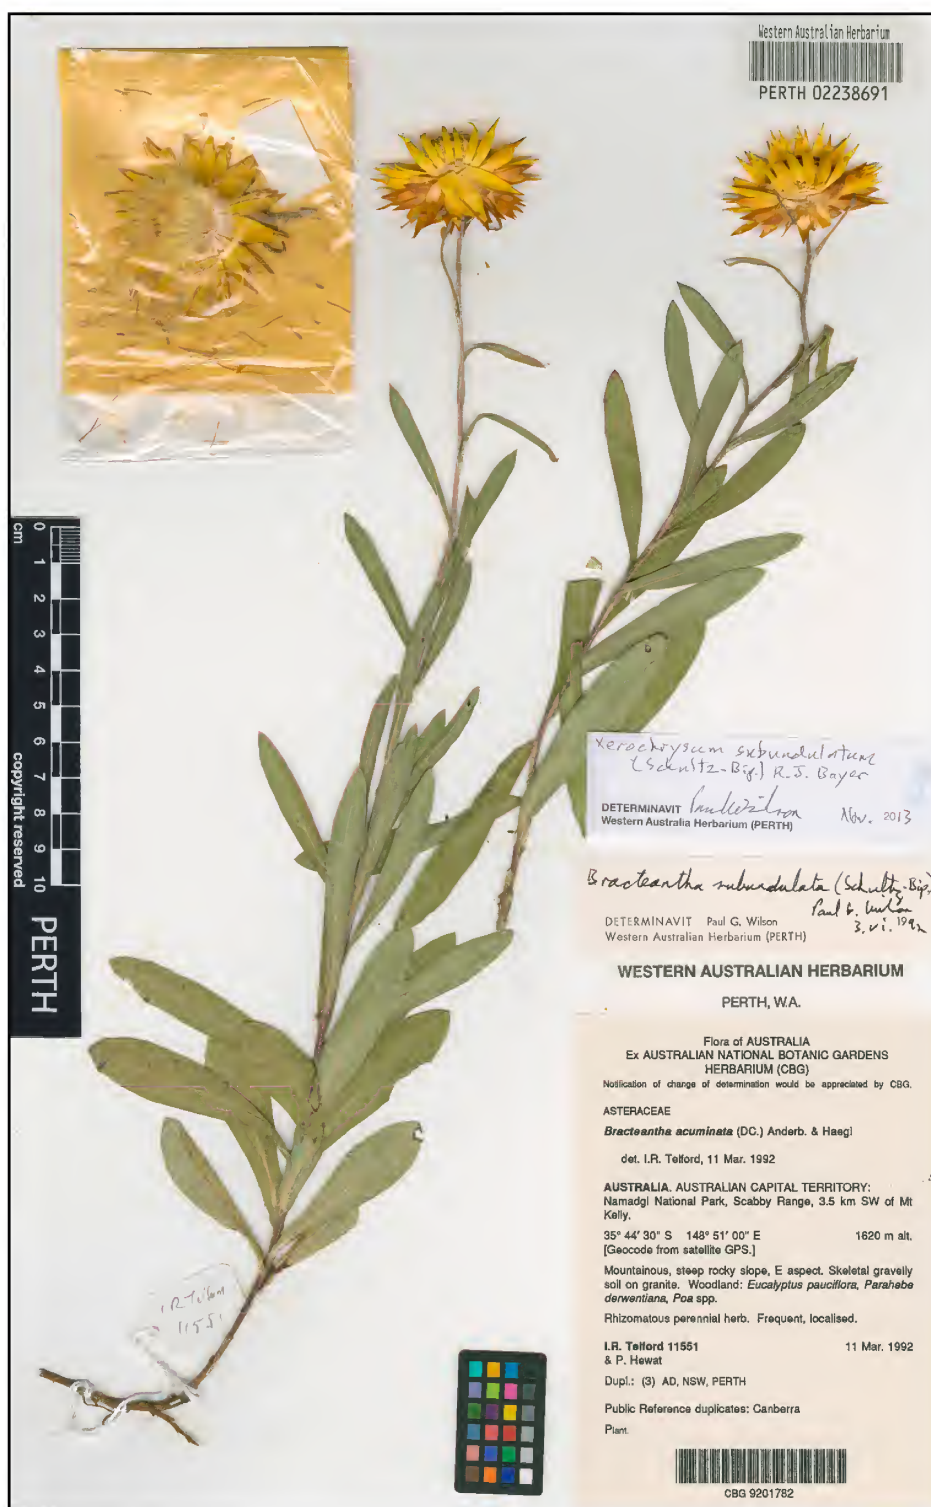 Western Australian Herbarium
PERTH 02238691
cm
0
1
2
3
4
5
6
7
8
9
10
copyright reserved
PERTH
Xerochrysum subundulatum
(Schultz-Bip.) R.J. Bayer
DETERMINAVIT Paul Wilson Nov. 2013
Western Australia Herbarium (PERTH)
Bracteantha subundulata (Schultz-Bip.)
Paul G. Wilson
DETERMINAVIT Paul G. Wilson 3.vi.1992
Western Australian Herbarium (PERTH)
WESTERN AUSTRALIAN HERBARIUM
PERTH, W.A.
Flora of AUSTRALIA
Ex AUSTRALIAN NATIONAL BOTANIC GARDENS
HERBARIUM (CBG)
Notification of change of determination would be appreciated by CBG.
ASTERACEAE
Bracteantha acuminata (DC.) Anderb. & Haegi
det. I.R. Telford, 11 Mar. 1992
AUSTRALIA. AUSTRALIAN CAPITAL TERRITORY:
Namadgi National Park, Scabby Range, 3.5 km SW of Mt
Kelly.
35° 44' 30" S 148° 51' 00" E 1620 m alt.
[Geocode from satellite GPS.]
Mountainous, steep rocky slope, E aspect. Skeletal gravelly
soil on granite. Woodland: Eucalyptus pauciflora, Parahebe
derwentiana, Poa spp.
Rhizomatous perennial herb. Frequent, localised.
I.R. Telford 11551 11 Mar. 1992
& P. Hewat
Dupl.: (3) AD, NSW, PERTH
Public Reference duplicates: Canberra
Plant.
CBG 9201782
I.R. Telford
11551